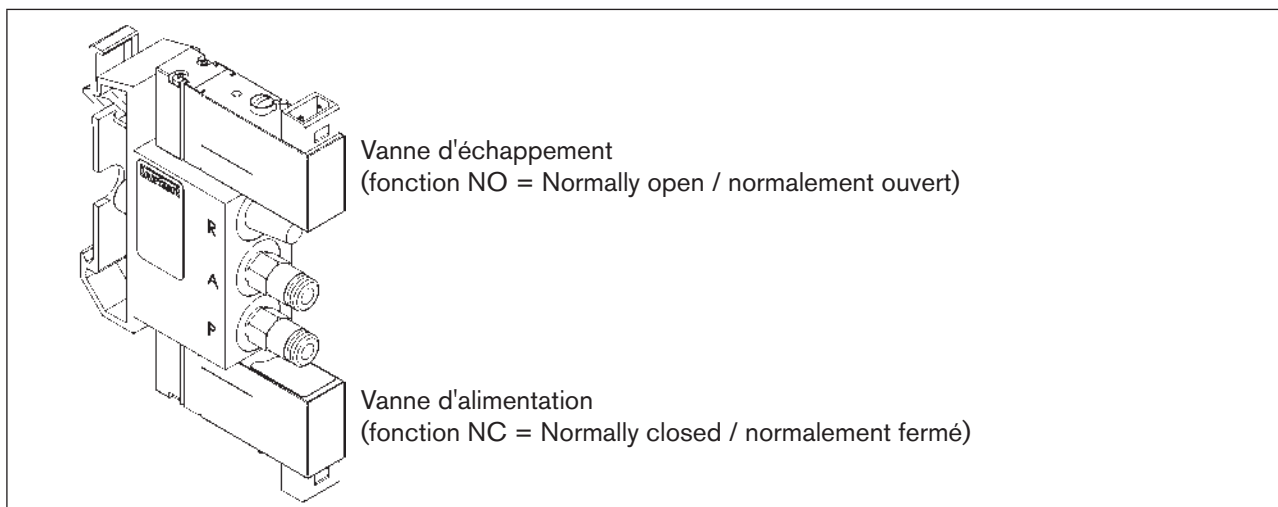 Vanne d'échappement
(fonction NO = Normally open / normalement ouvert)
R
A
P
Vanne d'alimentation
(fonction NC = Normally closed / normalement fermé)